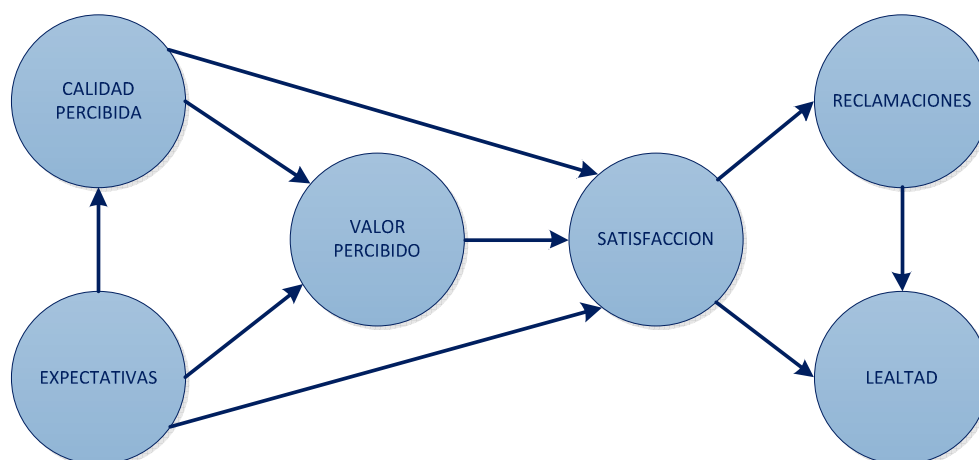 CALIDAD
PERCIBIDA
RECLAMACIONES
VALOR
PERCIBIDO
SATISFACCION
EXPECTATIVAS
LEALTAD